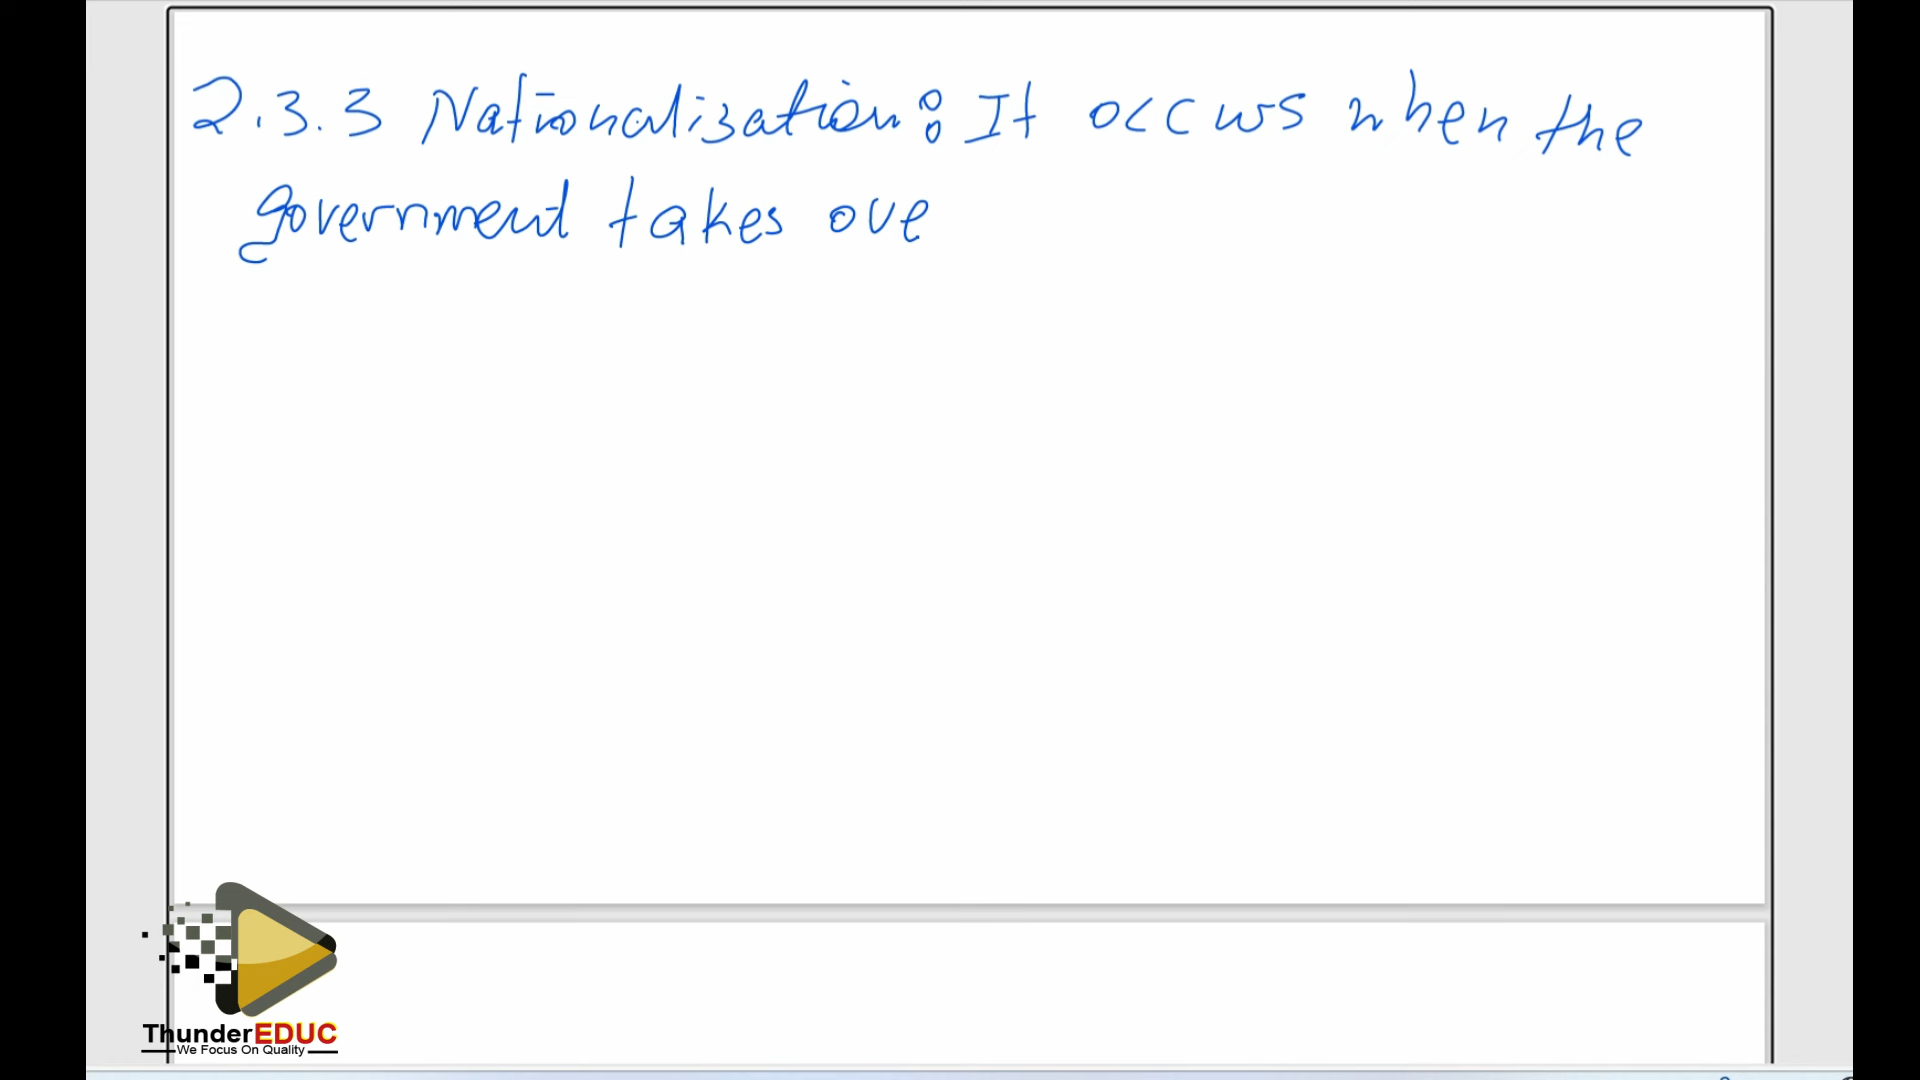 2.3.3 Nationalization: It occurs when the
government takes ove
ThunderEDUC
We Focus On Quality